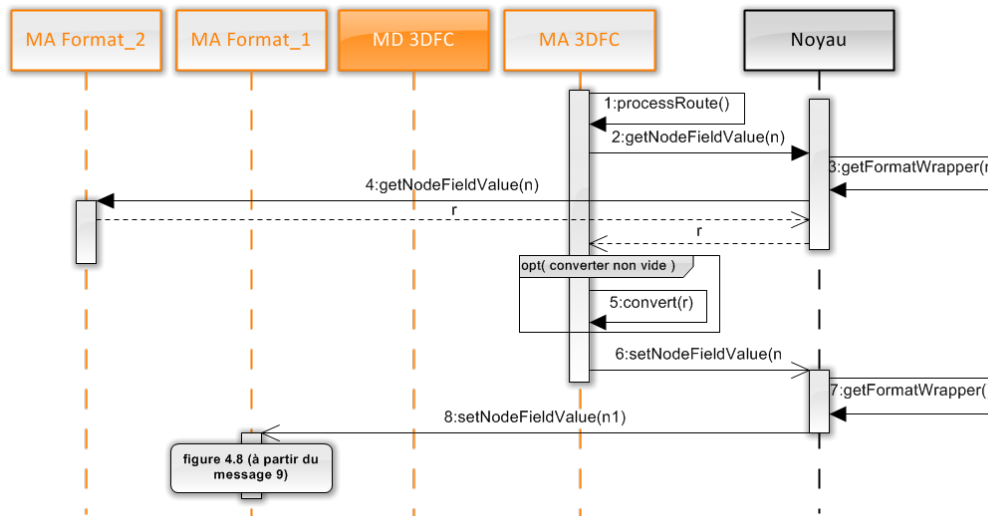 MA Format_2
MA Format_1
MD 3DFC
MA 3DFC
Noyau
1:processRoute()
2:getNodeFieldValue(n)
3:getFormatWrapper(n
4:getNodeFieldValue(n)
r
r
opt( converter non vide )
5:convert(r)
6:setNodeFieldValue(n
7:getFormatWrapper(
8:setNodeFieldValue(n1)
figure 4.8 (à partir du
message 9)